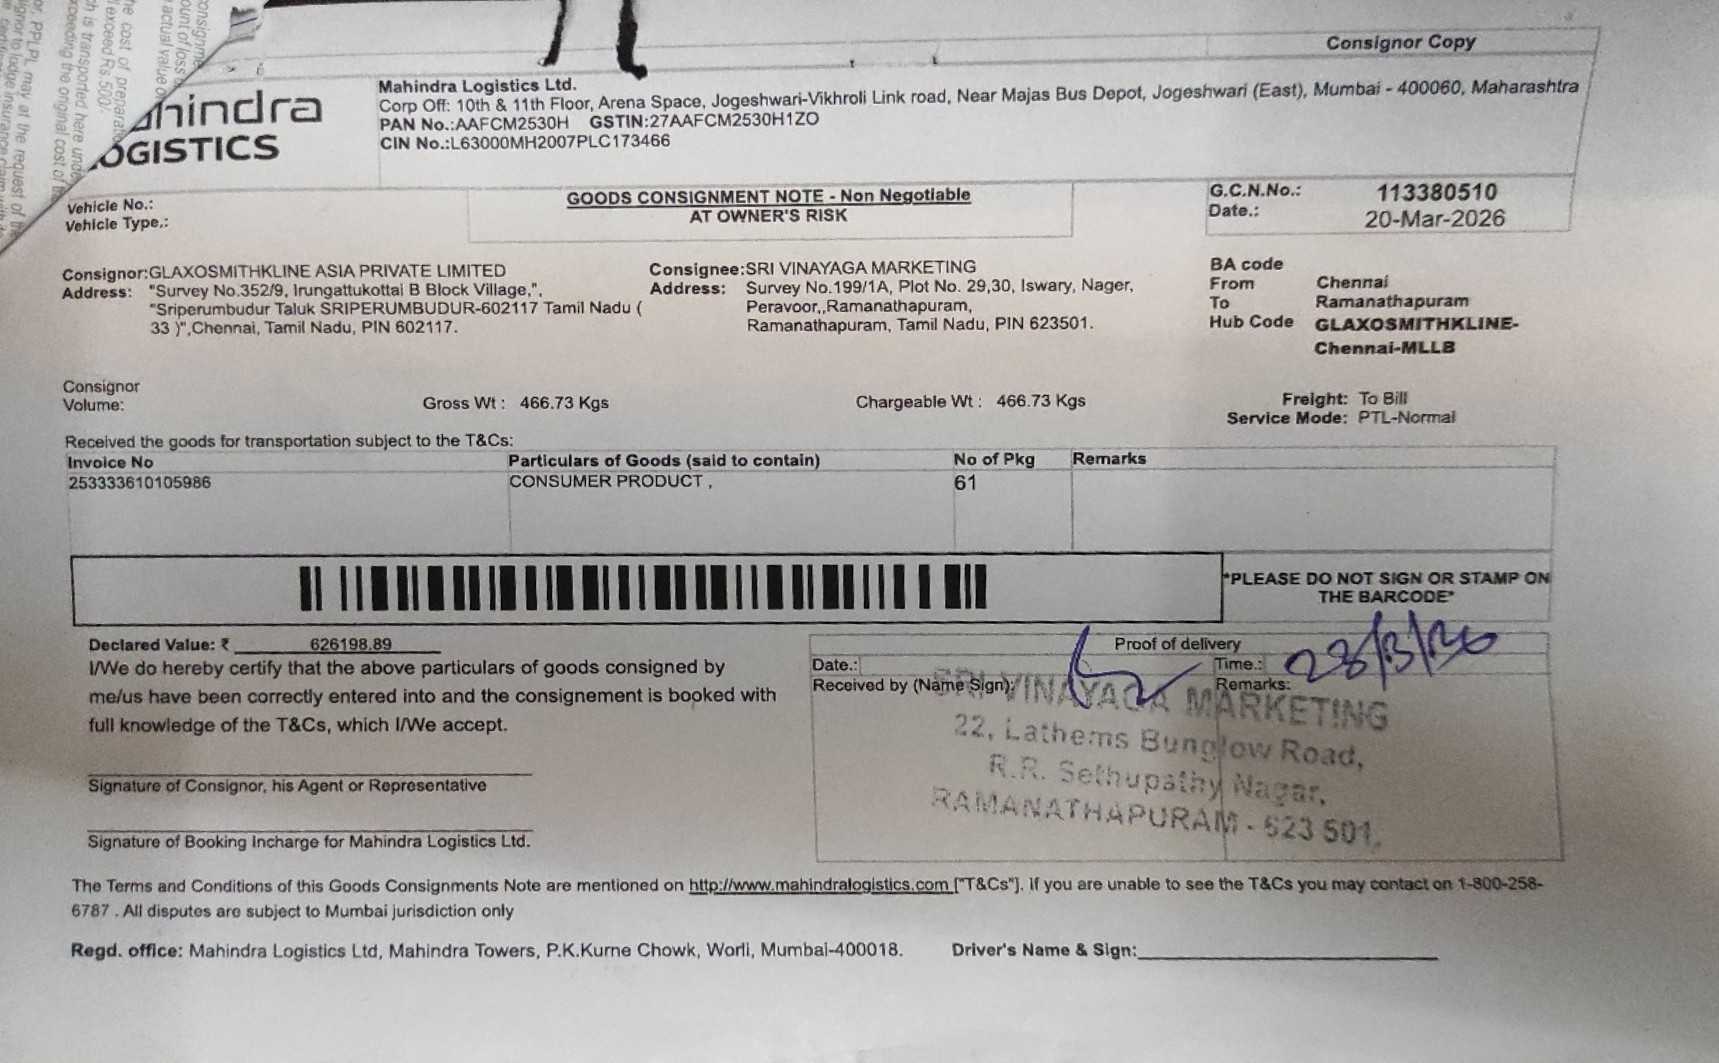 Consignor Copy
Mahindra Logistics Ltd.
Corp Off: 10th & 11th Floor, Arena Space, Jogeshwari-Vikhroli Link road, Near Majas Bus Depot, Jogeshwari (East), Mumbai - 400060, Maharashtra
PAN No.:AAFCM2530H GSTIN:27AAFCM2530H1ZO
CIN No.:L63000MH2007PLC173466
hindra
OGISTICS
Vehicle No.:
Vehicle Type.:
GOODS CONSIGNMENT NOTE - Non Negotiable
AT OWNER'S RISK
G.C.N.No.: 113380510
Date.: 20-Mar-2026
Consignor:GLAXOSMITHKLINE ASIA PRIVATE LIMITED
Address: "Survey No.352/9, Irungattukottai B Block Village,",
"Sriperumbudur Taluk SRIPERUMBUDUR-602117 Tamil Nadu (
33 )",Chennai, Tamil Nadu, PIN 602117.
Consignee:SRI VINAYAGA MARKETING
Address: Survey No.199/1A, Plot No. 29,30, Iswary, Nager,
Peravoor,,Ramanathapuram,
Ramanathapuram, Tamil Nadu, PIN 623501.
BA code
From Chennai
To Ramanathapuram
Hub Code GLAXOSMITHKLINE-
Chennai-MLLB
Consignor
Volume:
Gross Wt : 466.73 Kgs
Chargeable Wt : 466.73 Kgs
Freight: To Bill
Service Mode: PTL-Normal
Received the goods for transportation subject to the T&Cs:
Invoice No Particulars of Goods (said to contain) No of Pkg Remarks
253333610105986 CONSUMER PRODUCT , 61
*PLEASE DO NOT SIGN OR STAMP ON
THE BARCODE*
Declared Value: ₹ 626198.89
I/We do hereby certify that the above particulars of goods consigned by
me/us have been correctly entered into and the consignement is booked with
full knowledge of the T&Cs, which I/We accept.
Signature of Consignor, his Agent or Representative
Signature of Booking Incharge for Mahindra Logistics Ltd.
Proof of delivery
Date.: Time.: 28/3/26
Received by (Name Sign): Remarks:
SRI VINAYAGA MARKETING
22, Lathems Bunglow Road,
R.R. Sethupathy Nagar,
RAMANATHAPURAM - 623 501.
The Terms and Conditions of this Goods Consignments Note are mentioned on http://www.mahindralogistics.com ["T&Cs"]. If you are unable to see the T&Cs you may contact on 1-800-258-
6787 . All disputes are subject to Mumbai jurisdiction only
Regd. office: Mahindra Logistics Ltd, Mahindra Towers, P.K.Kurne Chowk, Worli, Mumbai-400018.
Driver's Name & Sign: